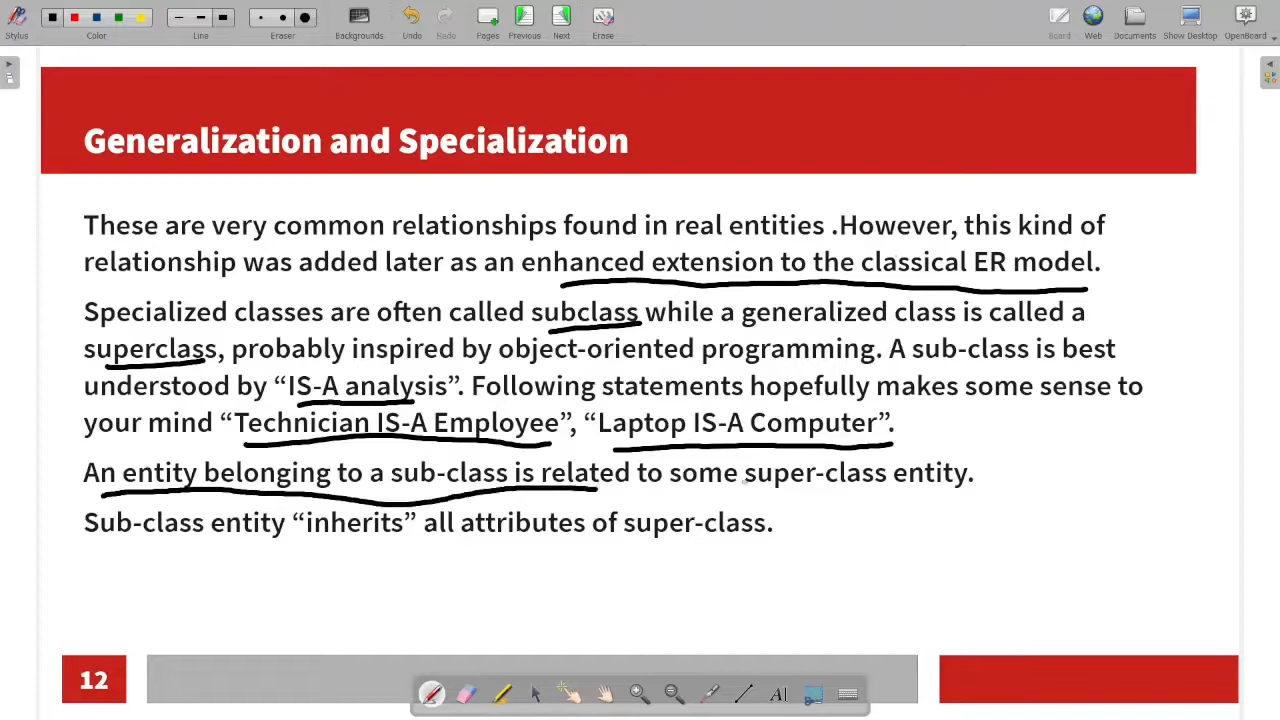 Stylus
Color
Line
Eraser
Backgrounds
Undo
Redo
Pages
Previous
Next
Erase
Board
Web
Documents
Show Desktop
OpenBoard
Generalization and Specialization
These are very common relationships found in real entities .However, this kind of
relationship was added later as an enhanced extension to the classical ER model.
Specialized classes are often called subclass while a generalized class is called a
superclass, probably inspired by object-oriented programming. A sub-class is best
understood by “IS-A analysis”. Following statements hopefully makes some sense to
your mind “Technician IS-A Employee”, “Laptop IS-A Computer”.
An entity belonging to a sub-class is related to some super-class entity.
Sub-class entity “inherits” all attributes of super-class.
12
AI